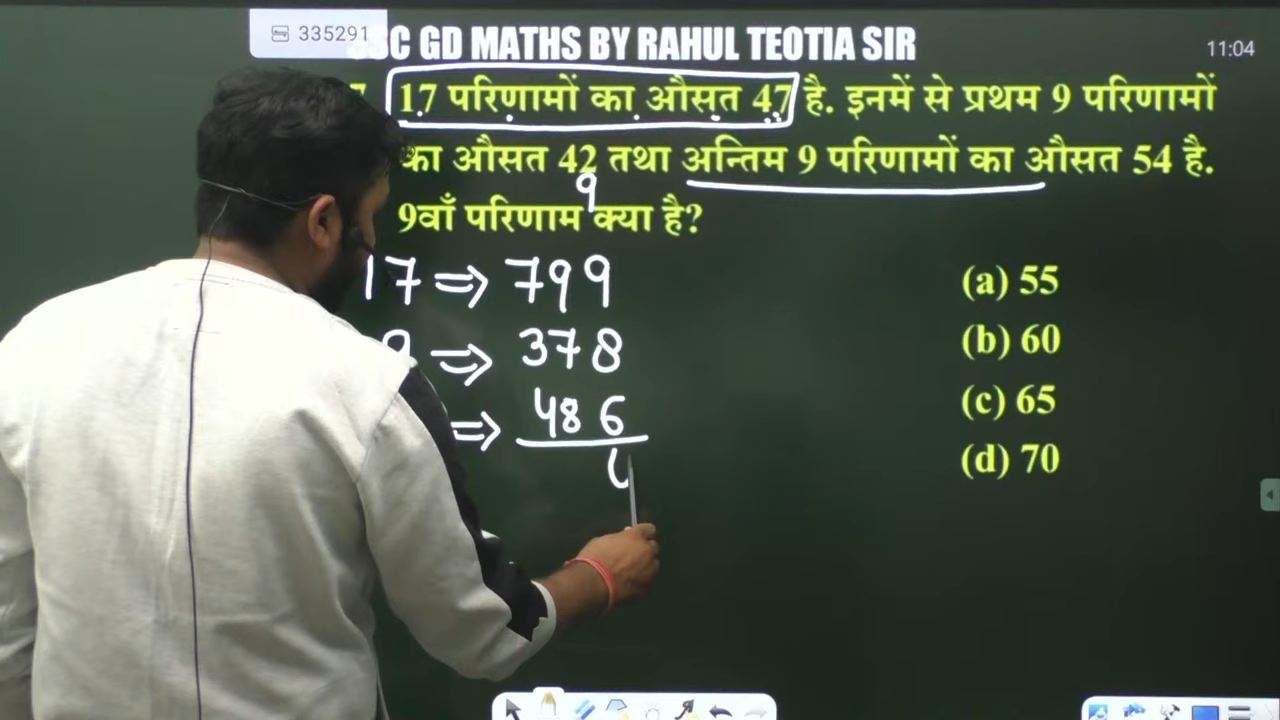 335291
SSC GD MATHS BY RAHUL TEOTIA SIR
11:04
17 परिणामों का औसत 47 है. इनमें से प्रथम 9 परिणामों
का औसत 42 तथा अन्तिम 9 परिणामों का औसत 54 है.
9
9वाँ परिणाम क्या है?
17 ⇒ 799
9 ⇒ 378
⇒ 486
(a) 55
(b) 60
(c) 65
(d) 70